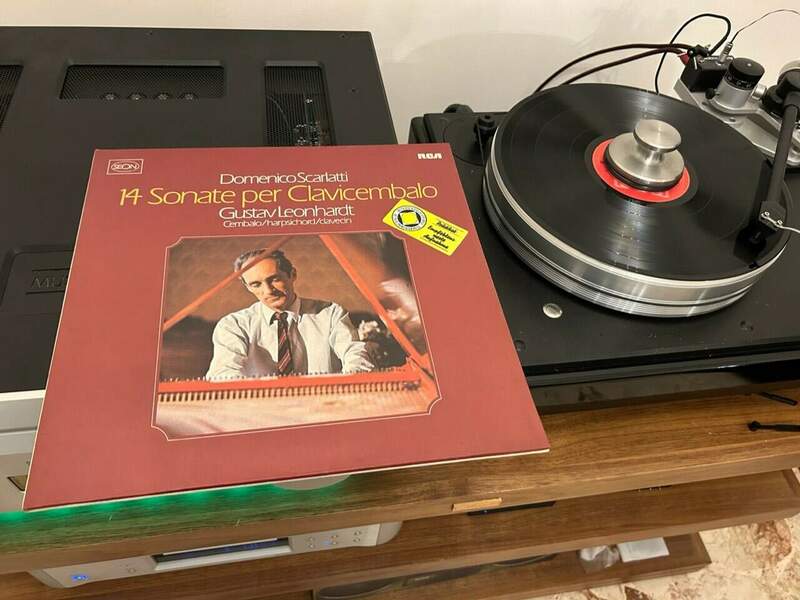 SEON
RCA
Domenico Scarlatti
14 Sonate per Clavicembalo
Gustav Leonhardt
Cembalo/harpsichord/clavecin